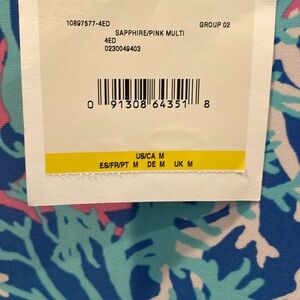 10897577-4ED GROUP 02
SAPPHIRE/PINK MULTI
4ED
0230049403
0 91308 64351 8
US/CA M
ES/FR/PT M DE M UK M